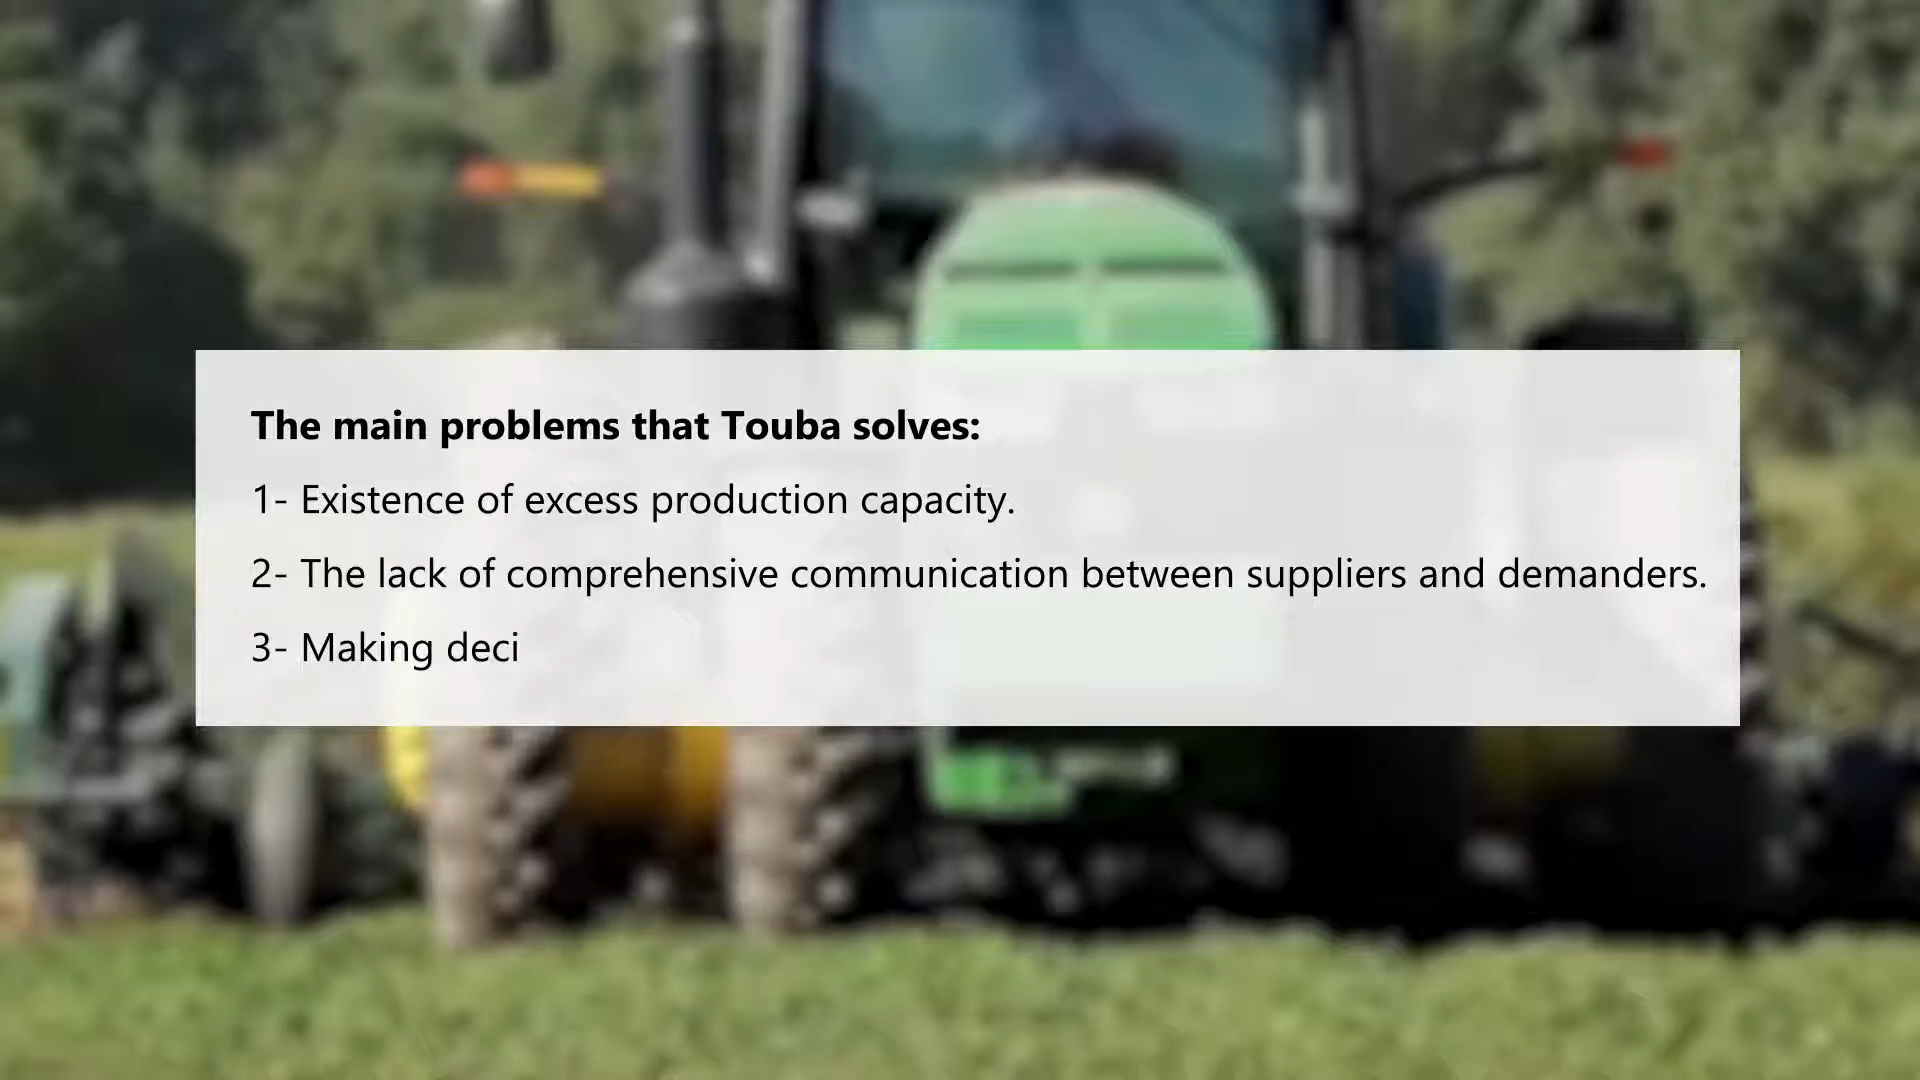 The main problems that Touba solves:
1- Existence of excess production capacity.
2- The lack of comprehensive communication between suppliers and demanders.
3- Making deci